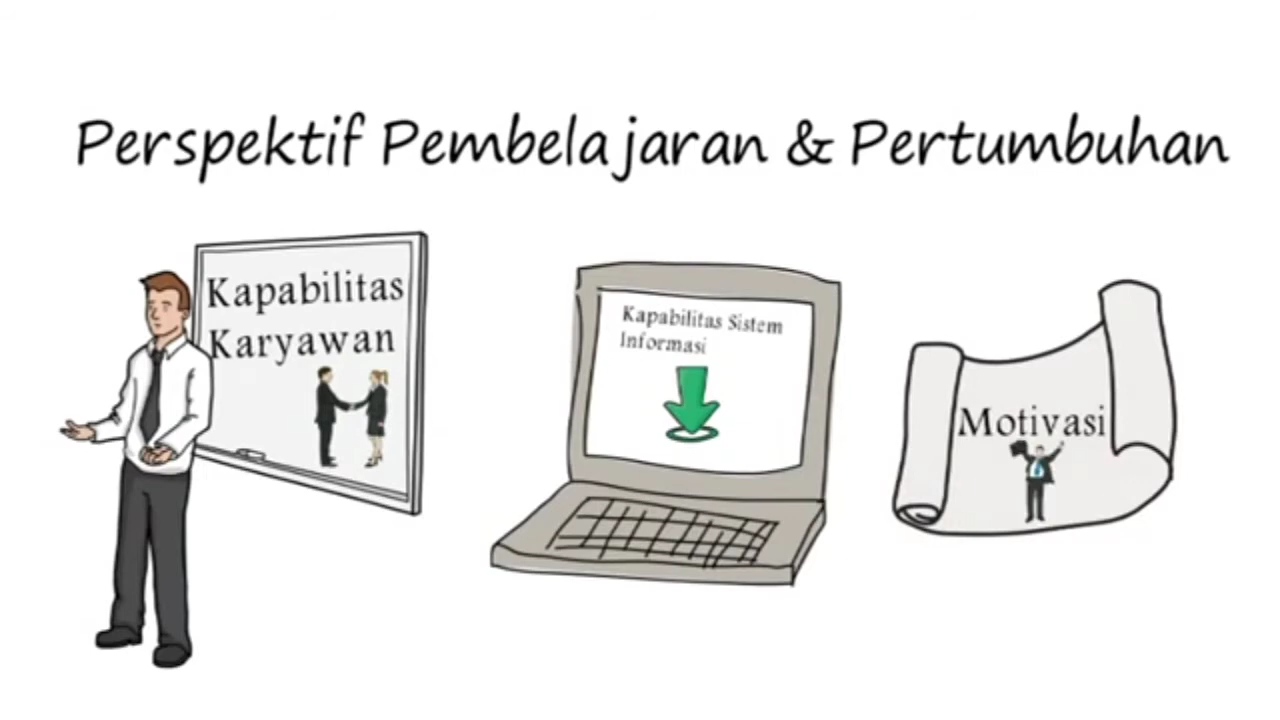 Perspektif Pembelajaran & Pertumbuhan
Kapabilitas
Karyawan
Kapabilitas Sistem
Informasi
Motivasi